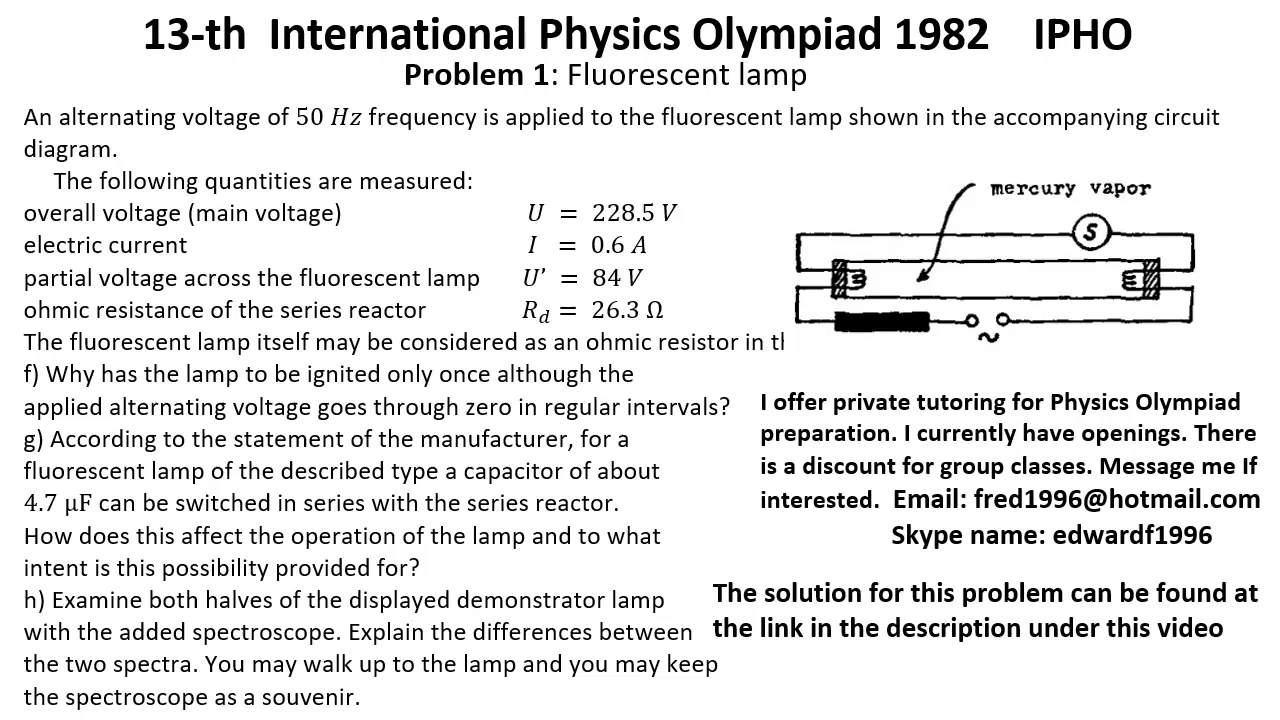 13-th International Physics Olympiad 1982 IPHO
Problem 1: Fluorescent lamp
An alternating voltage of 50 Hz frequency is applied to the fluorescent lamp shown in the accompanying circuit
diagram.
The following quantities are measured:
overall voltage (main voltage) U = 228.5 V
electric current I = 0.6 A
partial voltage across the fluorescent lamp U’ = 84 V
ohmic resistance of the series reactor R_d = 26.3 Ω
The fluorescent lamp itself may be considered as an ohmic resistor in
f) Why has the lamp to be ignited only once although the
applied alternating voltage goes through zero in regular intervals?
g) According to the statement of the manufacturer, for a
fluorescent lamp of the described type a capacitor of about
4.7 μF can be switched in series with the series reactor.
How does this affect the operation of the lamp and to what
intent is this possibility provided for?
h) Examine both halves of the displayed demonstrator lamp
with the added spectroscope. Explain the differences between
the two spectra. You may walk up to the lamp and you may keep
the spectroscope as a souvenir.
mercury vapor
S
~
I offer private tutoring for Physics Olympiad
preparation. I currently have openings. There
is a discount for group classes. Message me If
interested. Email: fred1996@hotmail.com
Skype name: edwardf1996
The solution for this problem can be found at
the link in the description under this video